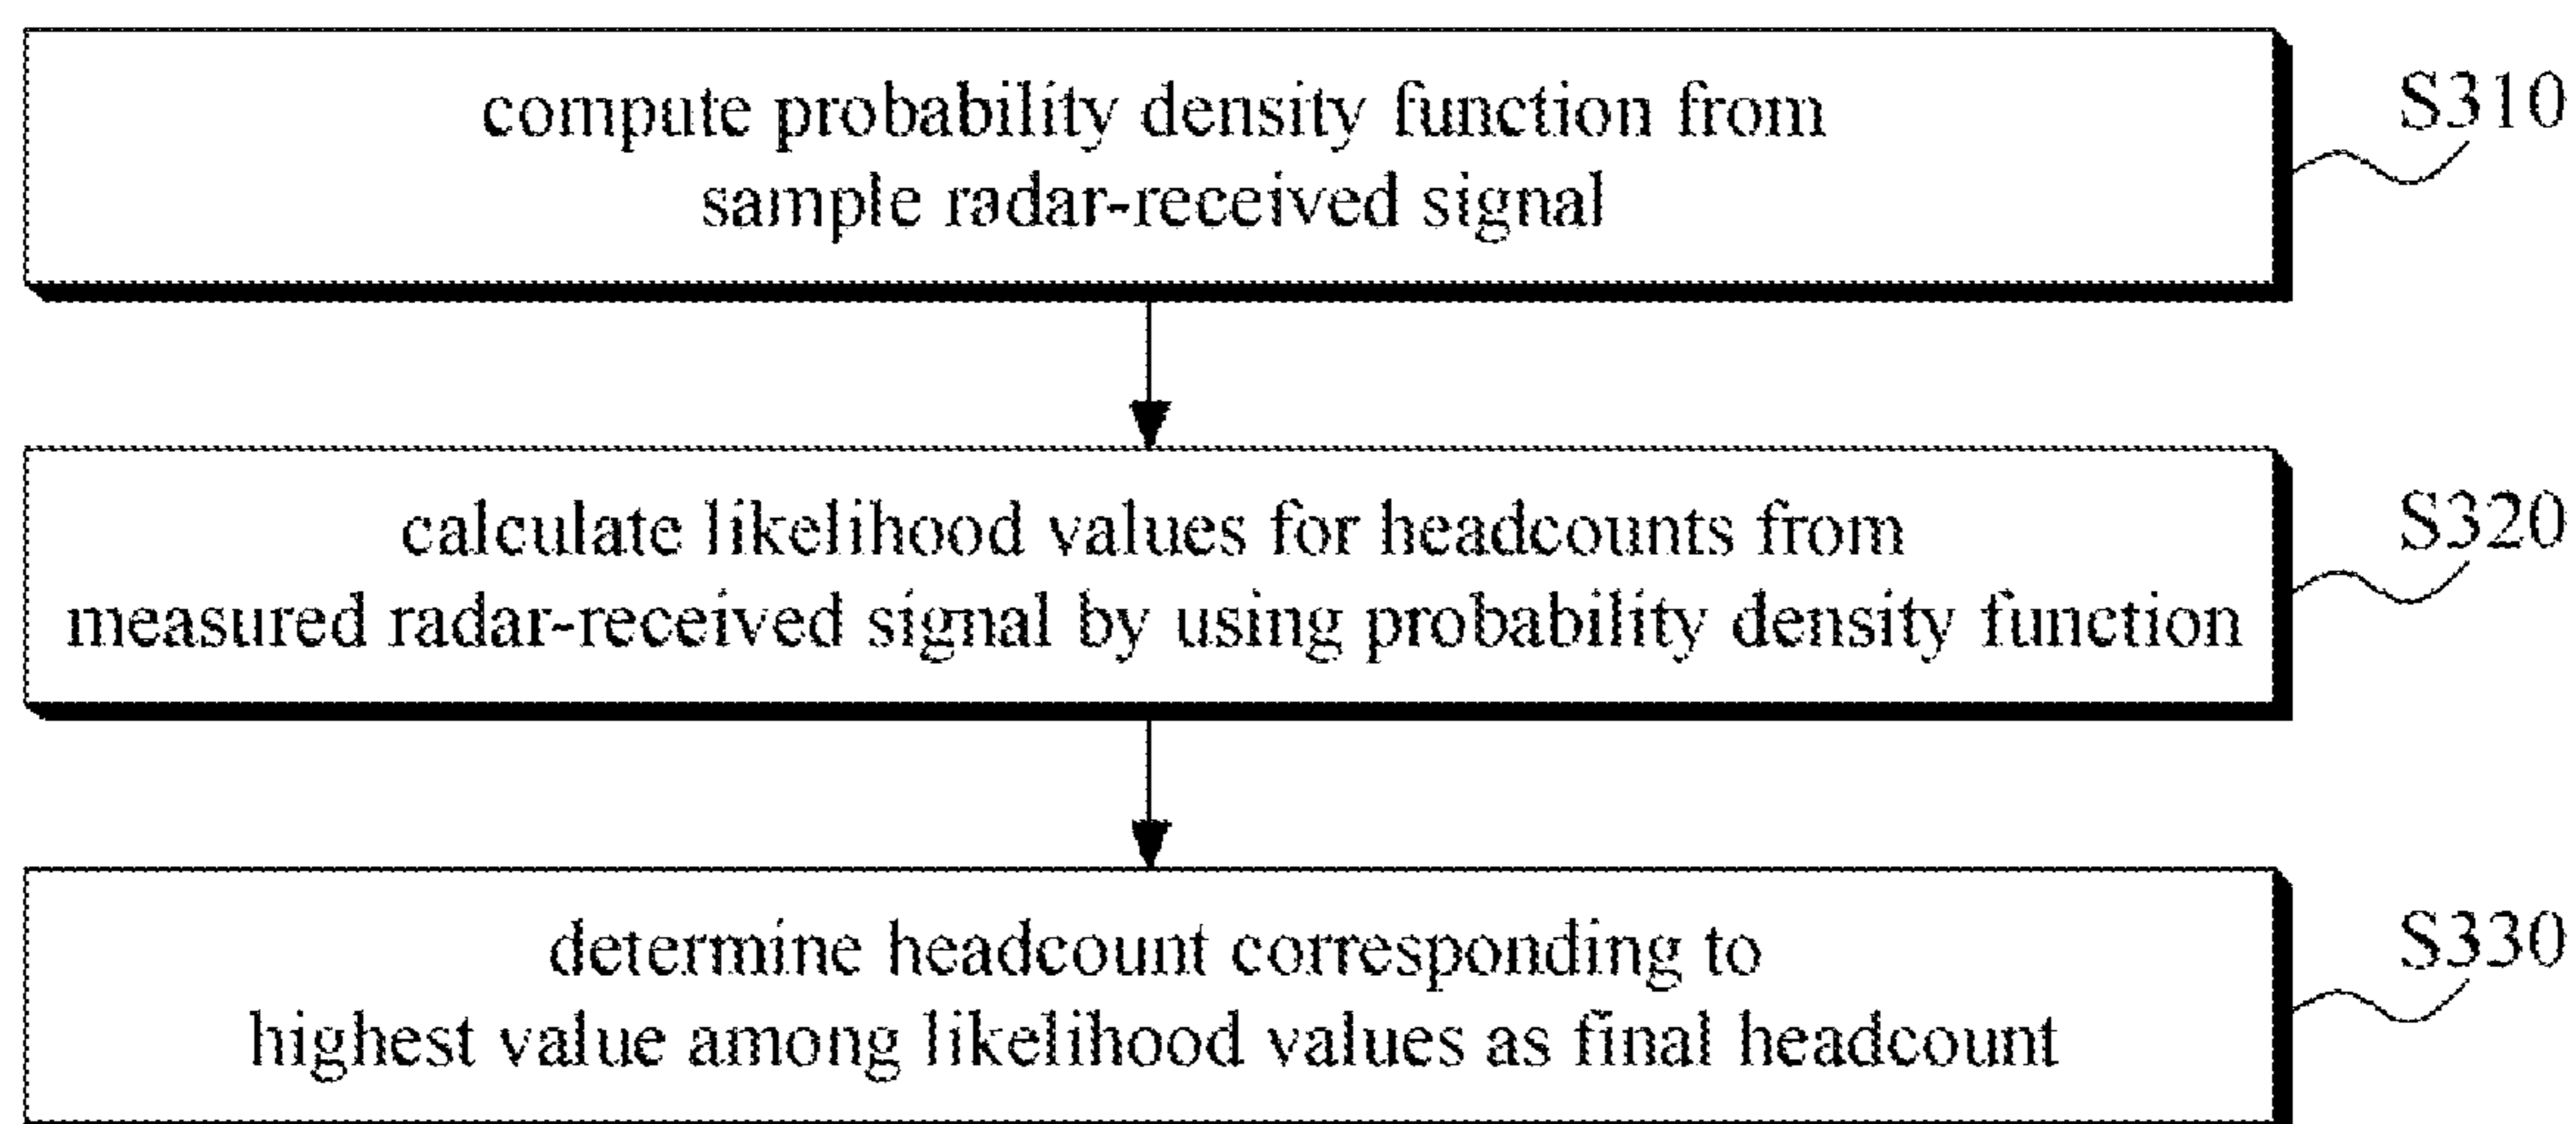 compute probability density function from
sample radar-received signal
S310
calculate likelihood values for headcounts from
measured radar-received signal by using probability density function
S320
determine headcount corresponding to
highest value among likelihood values as final headcount
S330